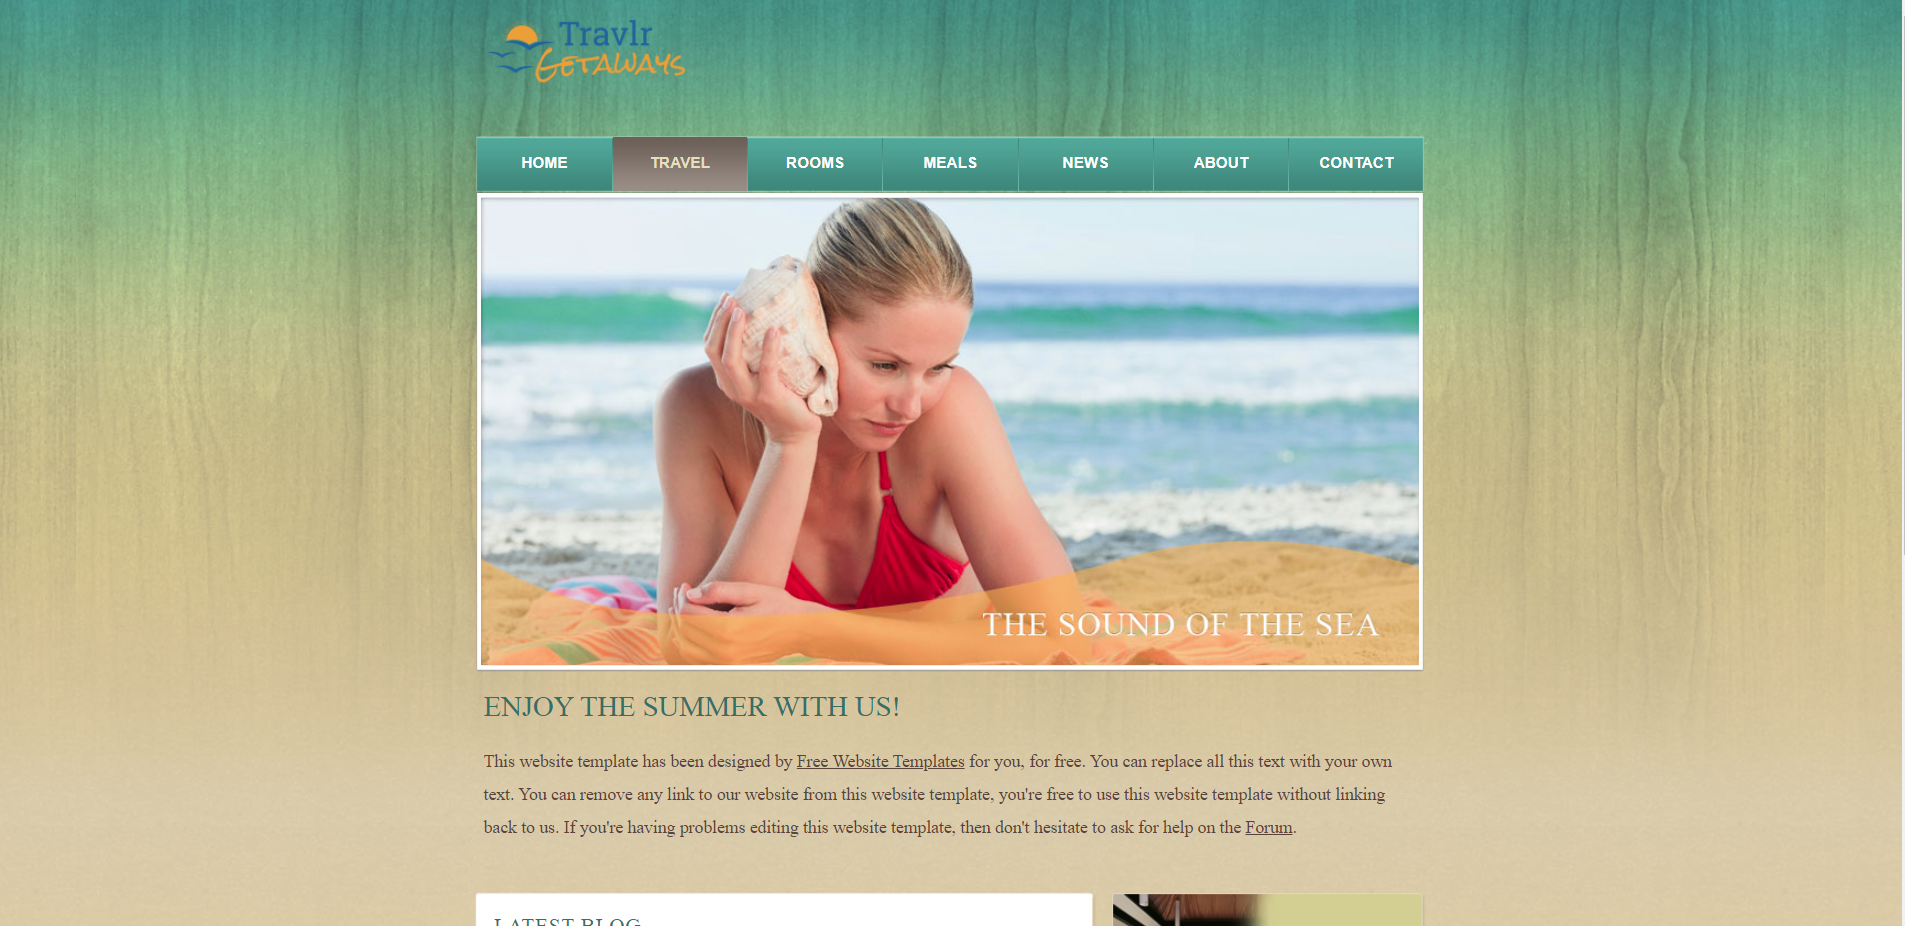 Travlr
Getaways
HOME
TRAVEL
ROOMS
MEALS
NEWS
ABOUT
CONTACT
THE SOUND OF THE SEA
ENJOY THE SUMMER WITH US!
This website template has been designed by Free Website Templates for you, for free. You can replace all this text with your own
text. You can remove any link to our website from this website template, you're free to use this website template without linking
back to us. If you're having problems editing this website template, then don't hesitate to ask for help on the Forum.
LATEST BLOG